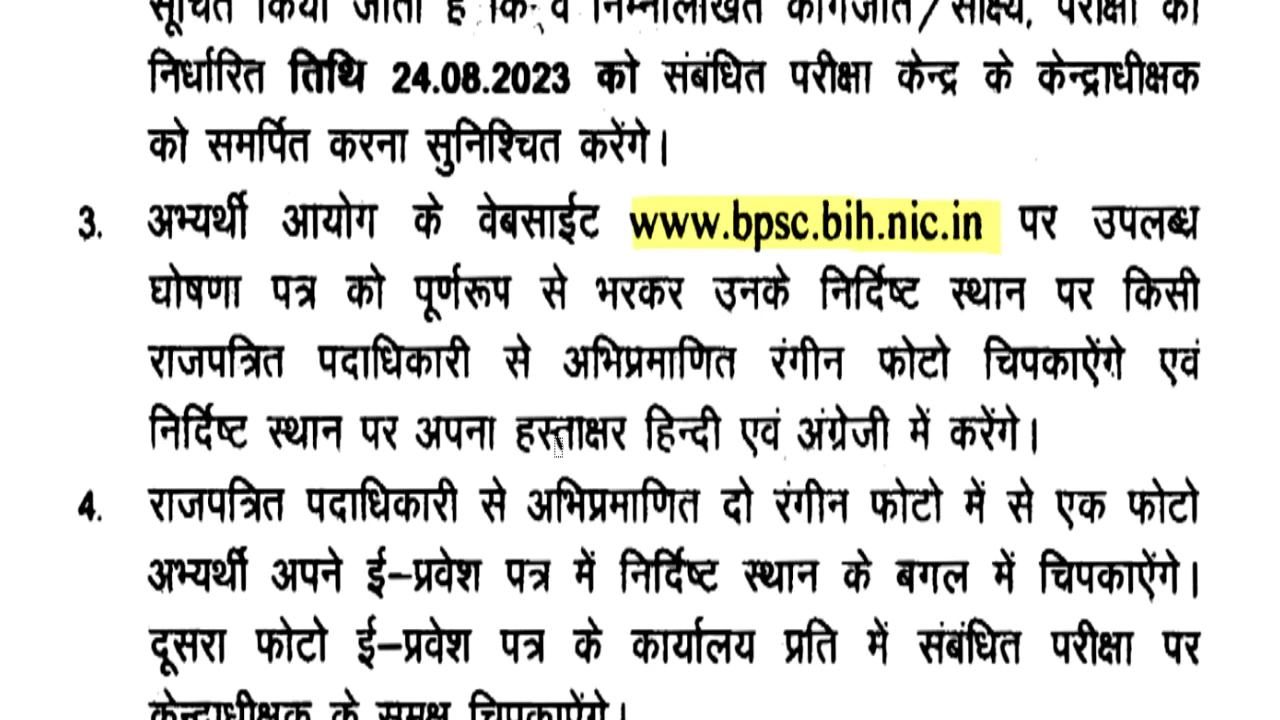 सूचित किया जाता है कि वे निम्नलिखित कागजात/साक्ष्य, परीक्षा की
निर्धारित तिथि 24.08.2023 को संबंधित परीक्षा केन्द्र के केन्द्राधीक्षक
को समर्पित करना सुनिश्चित करेंगे।
3. अभ्यर्थी आयोग के वेबसाईट www.bpsc.bih.nic.in पर उपलब्ध
घोषणा पत्र को पूर्णरूप से भरकर उनके निर्दिष्ट स्थान पर किसी
राजपत्रित पदाधिकारी से अभिप्रमाणित रंगीन फोटो चिपकाऐंगे एवं
निर्दिष्ट स्थान पर अपना हस्ताक्षर हिन्दी एवं अंग्रेजी में करेंगे।
4. राजपत्रित पदाधिकारी से अभिप्रमाणित दो रंगीन फोटो में से एक फोटो
अभ्यर्थी अपने ई–प्रवेश पत्र में निर्दिष्ट स्थान के बगल में चिपकाऐंगे।
दूसरा फोटो ई–प्रवेश पत्र के कार्यालय प्रति में संबंधित परीक्षा पर
केन्द्राधीक्षक के समक्ष चिपकाऐंगे।